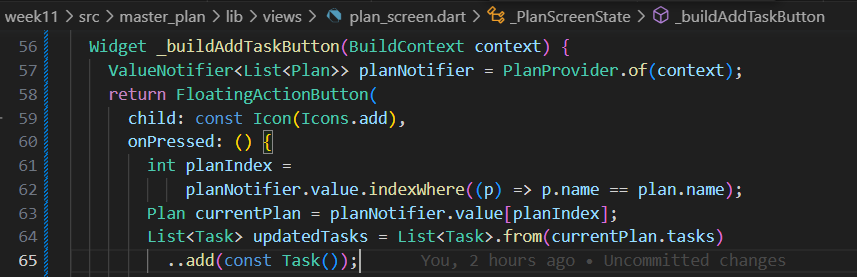 week11 > src > master_plan > lib > views > plan_screen.dart > _PlanScreenState > _buildAddTaskButton
56 Widget _buildAddTaskButton(BuildContext context) {
57 ValueNotifier<List<Plan>> planNotifier = PlanProvider.of(context);
58 return FloatingActionButton(
59 child: const Icon(Icons.add),
60 onPressed: () {
61 int planIndex =
62 planNotifier.value.indexWhere((p) => p.name == plan.name);
63 Plan currentPlan = planNotifier.value[planIndex];
64 List<Task> updatedTasks = List<Task>.from(currentPlan.tasks)
65 ..add(const Task()); You, 2 hours ago • Uncommitted changes